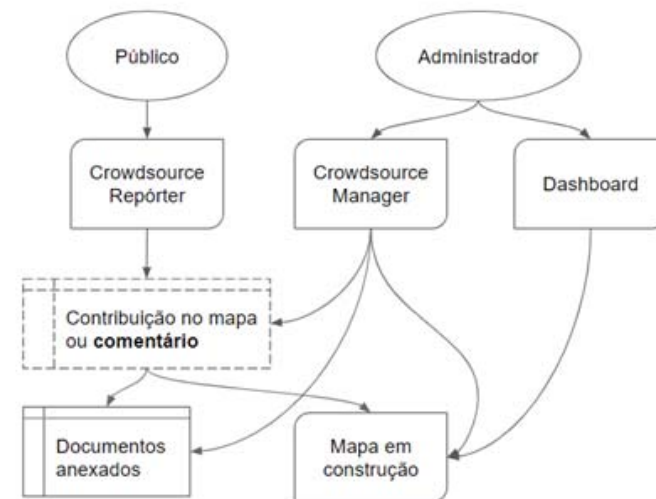 Público
Administrador
Crowdsource
Repórter
Crowdsource
Manager
Dashboard
Contribuição no mapa
ou comentário
Documentos
anexados
Mapa em
construção